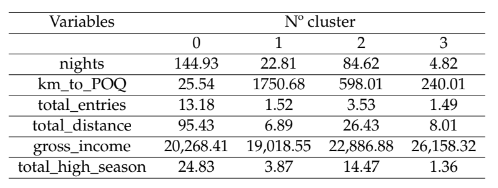 Variables Nº cluster
0 1 2 3
nights 144.93 22.81 84.62 4.82
km_to_POQ 25.54 1750.68 598.01 240.01
total_entries 13.18 1.52 3.53 1.49
total_distance 95.43 6.89 26.43 8.01
gross_income 20,268.41 19,018.55 22,886.88 26,158.32
total_high_season 24.83 3.87 14.47 1.36